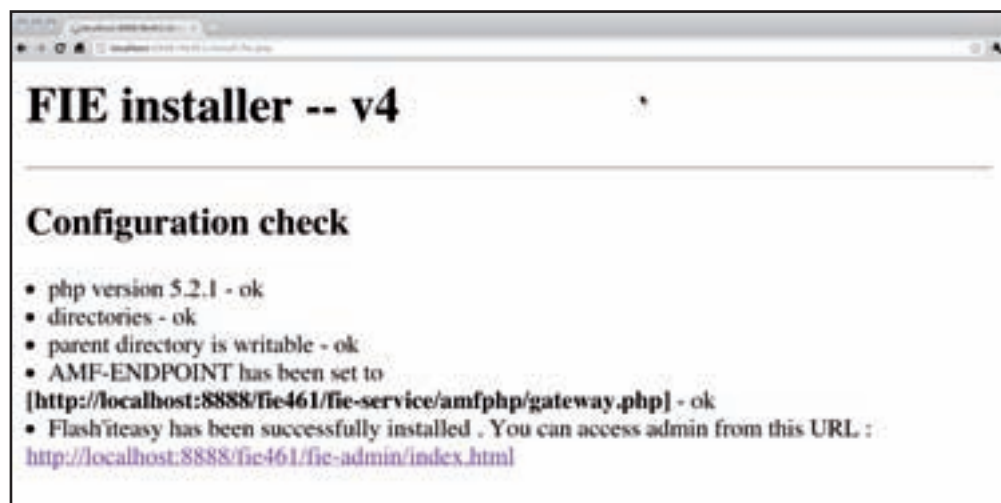 FIE installer -- v4
Configuration check
• php version 5.2.1 - ok
• directories - ok
• parent directory is writable - ok
• AMF-ENDPOINT has been set to
[http://localhost:8888/fie461/fie-service/amfphp/gateway.php] - ok
• Flash'iteasy has been successfully installed . You can access admin from this URL :
http://localhost:8888/fie461/fie-admin/index.html